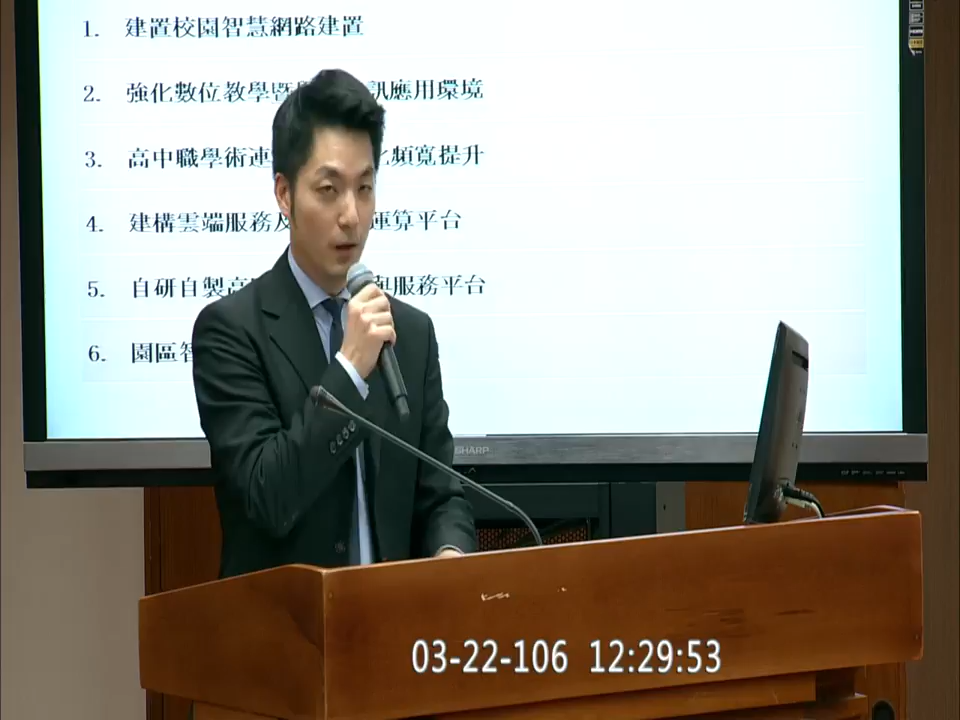 1. 建置校園智慧網路建置
2. 強化數位教學暨 訊應用環境
3. 高中職學術連 頻寬提升
4. 建構雲端服務及 運算平台
5. 自研自製高 與服務平台
6. 園區智
SHARP
03-22-106 12:29:53